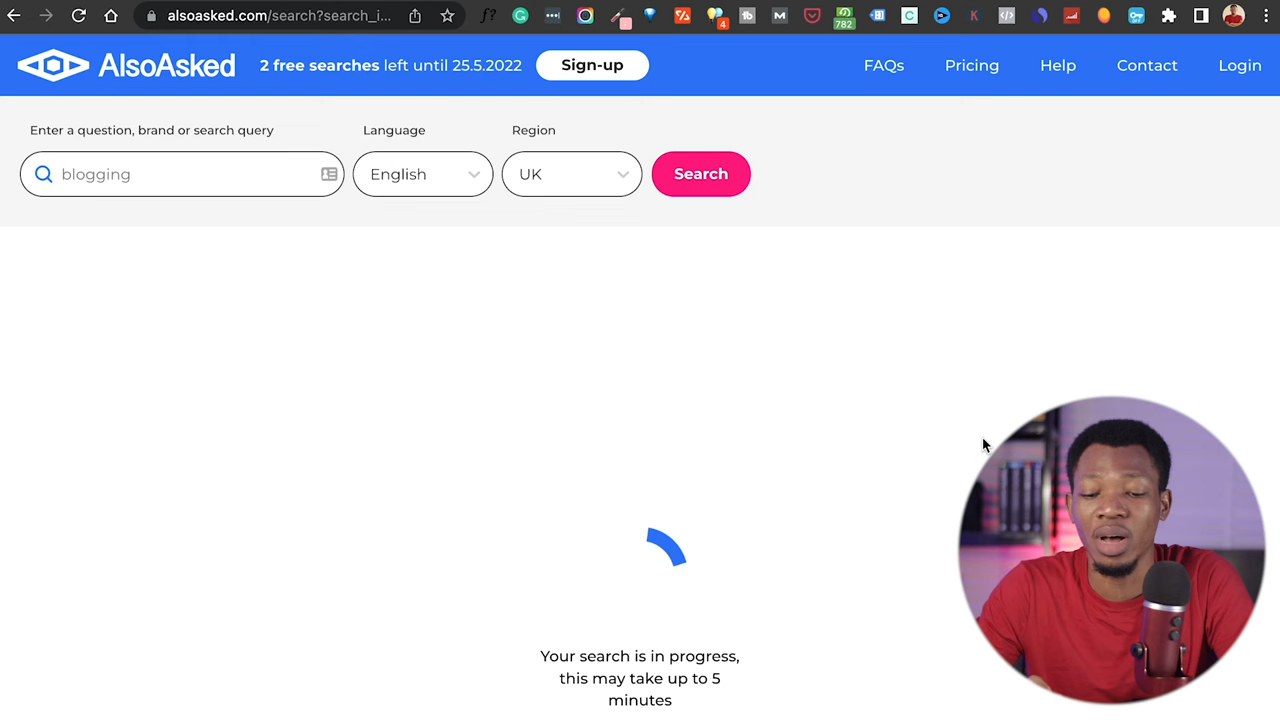 alsoasked.com/search?search_i...
f?
4
782
AlsoAsked
2 free searches left until 25.5.2022
Sign-up
FAQs
Pricing
Help
Contact
Login
Enter a question, brand or search query
Language
Region
blogging
English
UK
Search
Your search is in progress,
this may take up to 5
minutes